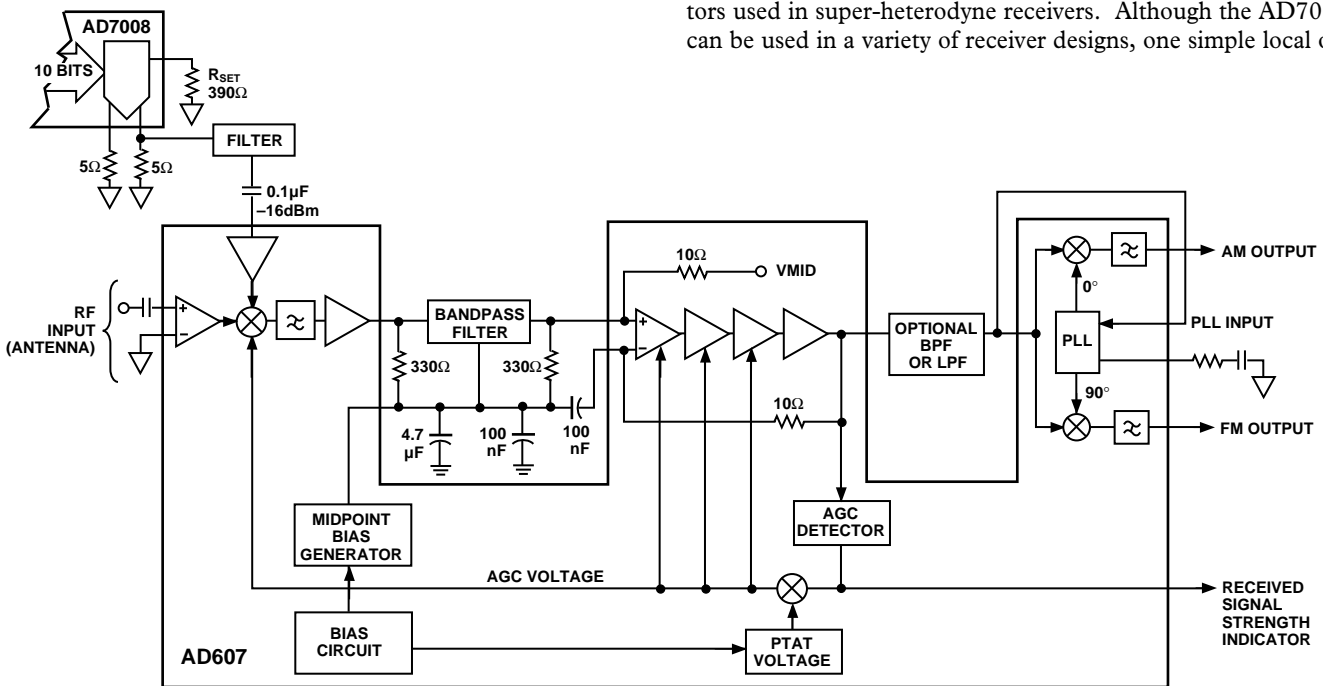 tors used in super-heterodyne receivers. Although the AD70
can be used in a variety of receiver designs, one simple local o
AD7008
10 BITS
RSET
390Ω
5Ω
5Ω
FILTER
0.1µF
–16dBm
RF
INPUT
(ANTENNA)
+
–
≈
330Ω
BANDPASS
FILTER
330Ω
4.7
µF
100
nF
100
nF
10Ω
VMID
+
–
10Ω
OPTIONAL
BPF
OR LPF
≈
AM OUTPUT
0°
PLL
PLL INPUT
90°
≈
FM OUTPUT
MIDPOINT
BIAS
GENERATOR
AGC
DETECTOR
AGC VOLTAGE
BIAS
CIRCUIT
PTAT
VOLTAGE
RECEIVED
SIGNAL
STRENGTH
INDICATOR
AD607